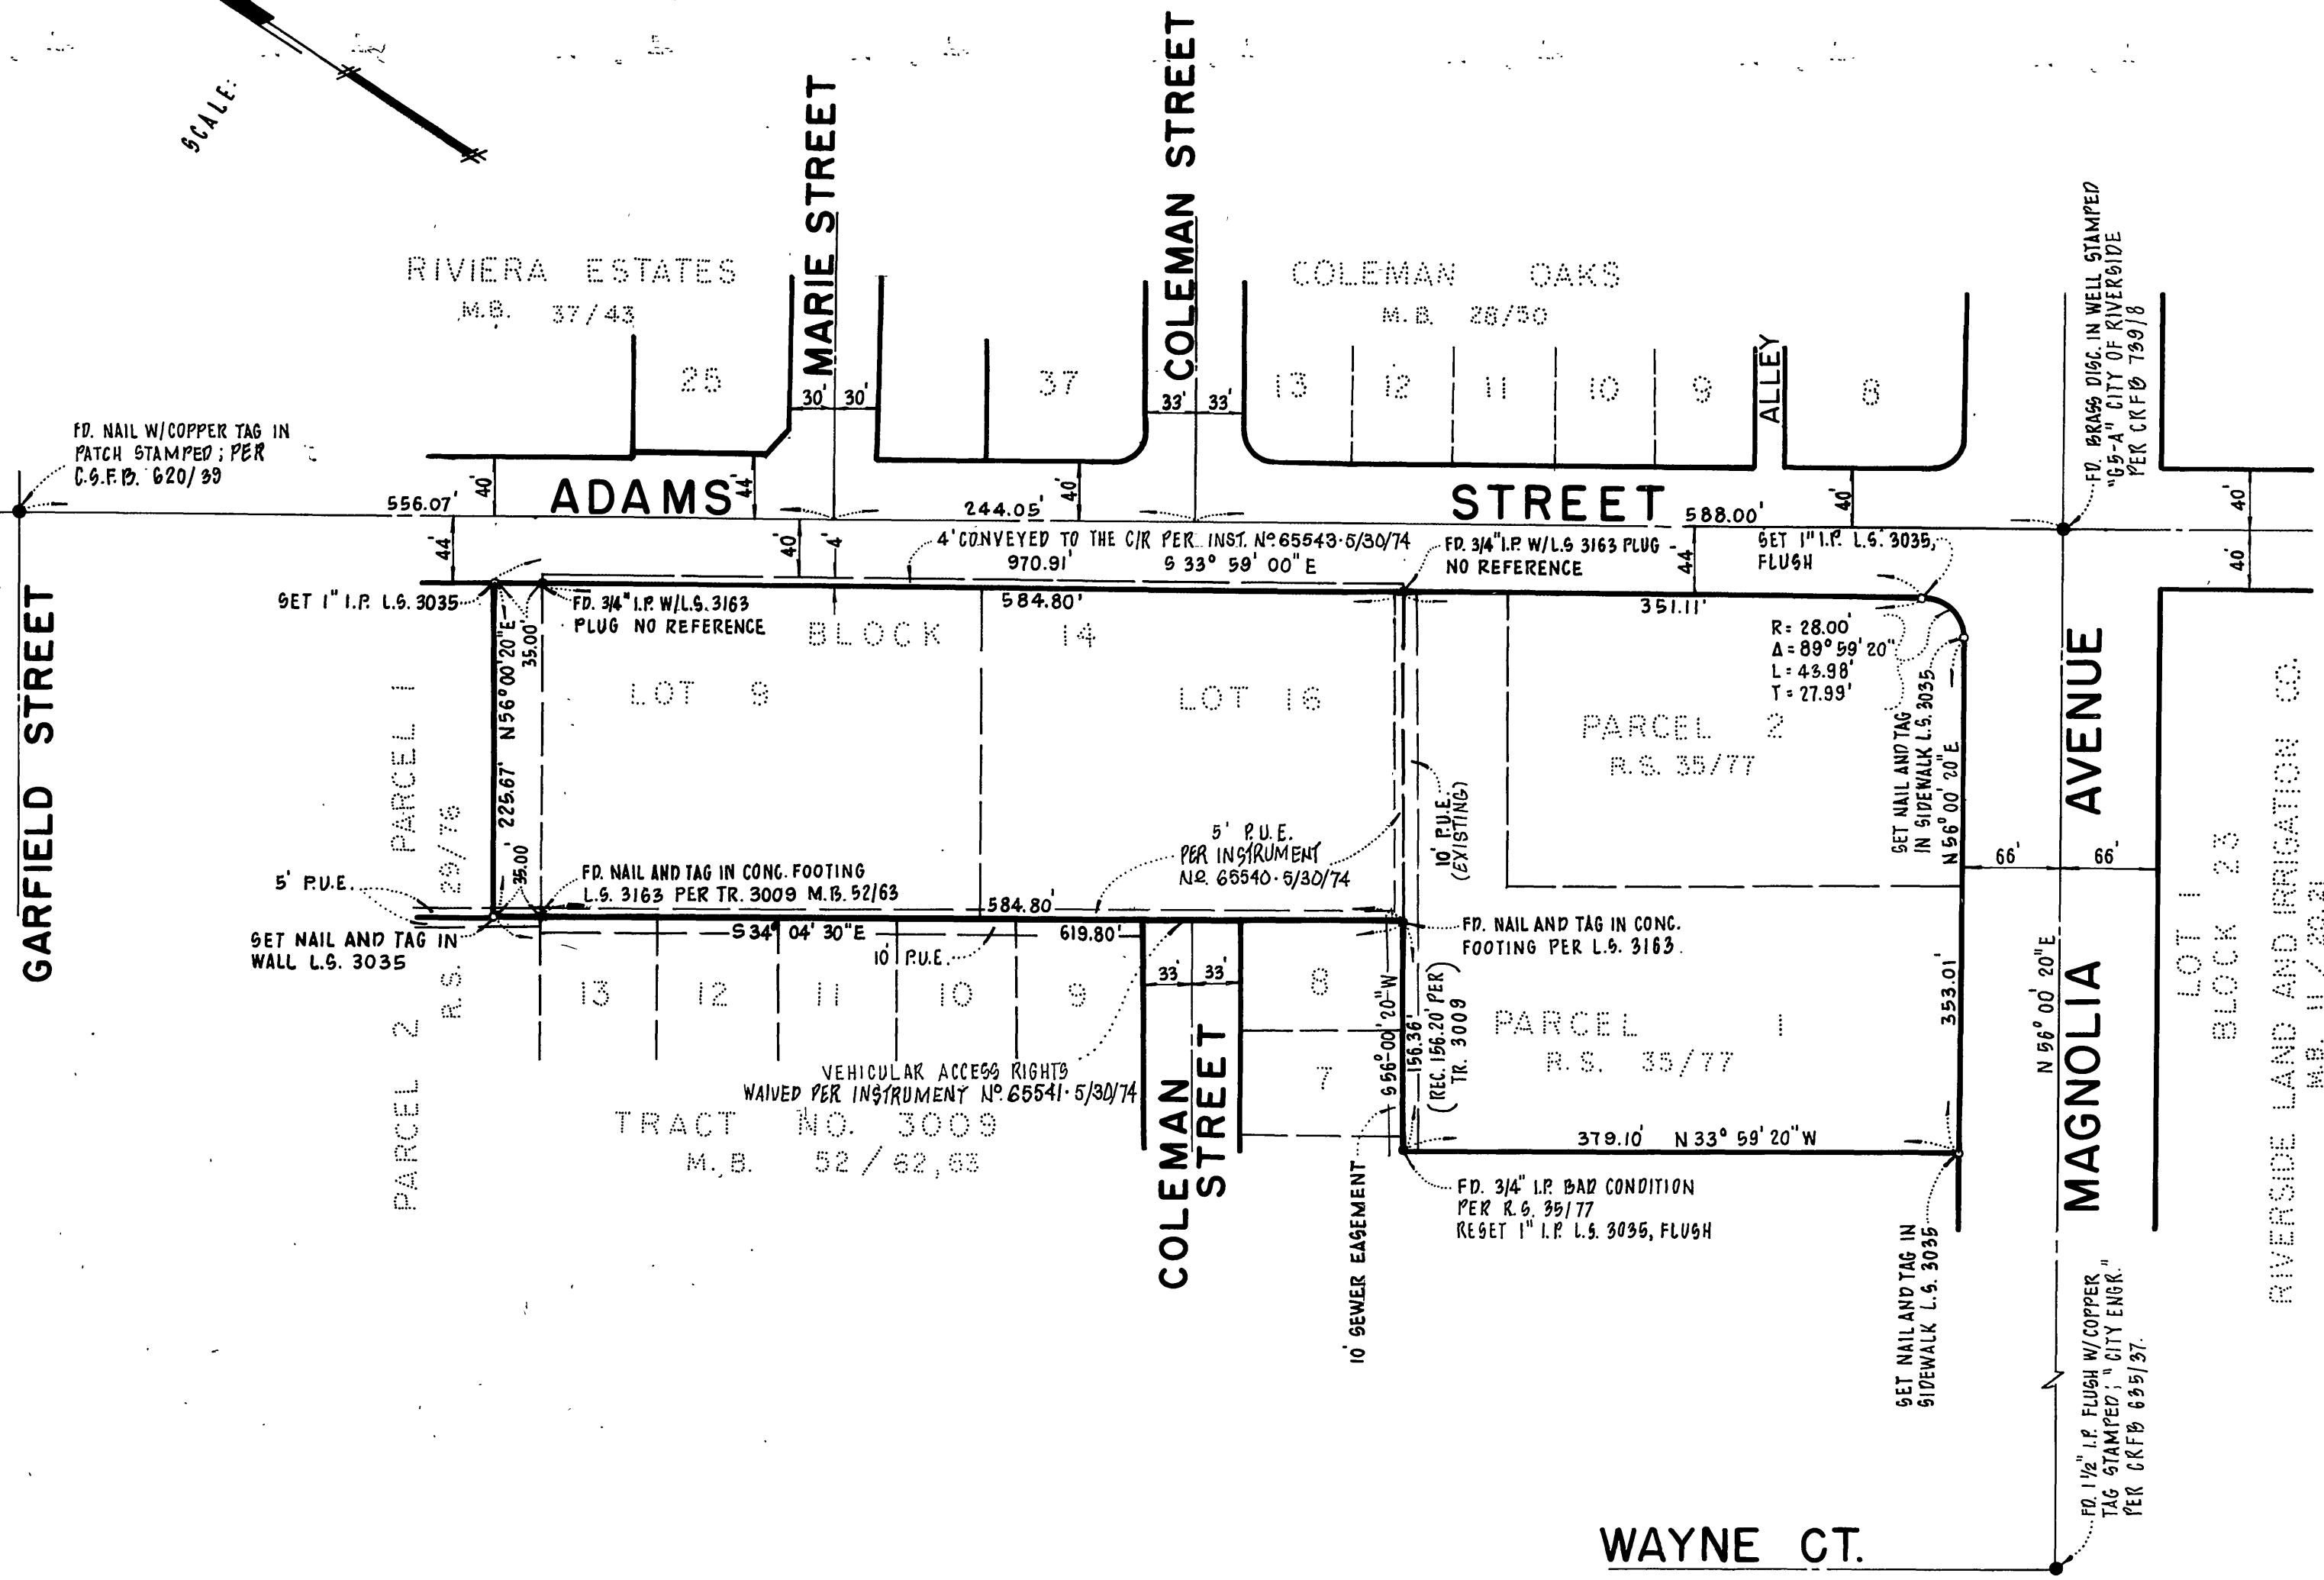 SCALE:
MARIE STREET
COLEMAN STREET
RIVIERA ESTATES
M.B. 37/43
COLEMAN OAKS
M.B. 28/50
25
37
13
12
11
10
9
ALLEY
8
30' 30'
33' 33'
FD. BRASS DISC. IN WELL STAMPED
"G5-A" CITY OF RIVERSIDE
PER CRFB 739/8
FD. NAIL W/COPPER TAG IN
PATCH STAMPED; PER
C.S.F.B. 620/39
556.07'
40'
ADAMS
44'
244.05'
40'
STREET
588.00'
40'
40'
40'
44'
40'
4'
4' CONVEYED TO THE C/R PER INST. Nº 65543·5/30/74
970.91' S 33° 59' 00" E
FD. 3/4" I.P. W/L.S 3163 PLUG -
NO REFERENCE
44'
SET 1" I.P. L.S. 3035,
FLUSH
GARFIELD STREET
SET 1" I.P. L.S. 3035
FD. 3/4" I.P. W/L.S. 3163
PLUG NO REFERENCE
584.80'
351.11'
BLOCK 14
R= 28.00'
Δ= 89° 59' 20"
L= 43.98'
T= 27.99'
225.67' N56°00'20"E
35.00'
35.00'
LOT 9
LOT 16
PARCEL 2
R.S. 35/77
SET NAIL AND TAG
IN SIDEWALK L.S. 3035
N 56° 00' 20" E
MAGNOLIA AVENUE
66' 66'
PARCEL 1
R.S. 29/76
PARCEL 2
5' P.U.E.
10' P.U.E.
(EXISTING)
5' P.U.E.
PER INSTRUMENT
Nº. 65540·5/30/74
FD. NAIL AND TAG IN CONC. FOOTING
L.S. 3163 PER TR. 3009 M.B. 52/63
584.80'
SET NAIL AND TAG IN
WALL L.S. 3035
S 34° 04' 30" E
619.80'
10' P.U.E.
FD. NAIL AND TAG IN CONC.
FOOTING PER L.S. 3163
13
12
11
10
9
33' 33'
8
7
S 56° 00' 20" W
156.36'
(REC. 156.20' PER)
TR. 3009
PARCEL 1
R.S. 35/77
353.01'
N 56° 00' 20" E
LOT 1
BLOCK 23
RIVERSIDE LAND AND IRRIGATION CO.
VEHICULAR ACCESS RIGHTS
WAIVED PER INSTRUMENT Nº. 65541·5/30/74
TRACT NO. 3009
M.B. 52/62,63
COLEMAN
STREET
379.10' N 33° 59' 20" W
10' SEWER EASEMENT
FD. 3/4" I.P. BAD CONDITION
PER R.S. 35/77
RESET 1" I.P. L.S. 3035, FLUSH
SET NAIL AND TAG IN
SIDEWALK L.S. 3035
FD. 1 1/2" I.P. FLUSH W/COPPER
TAG STAMPED; "CITY ENGR."
PER CRFB 635/37.
WAYNE CT.